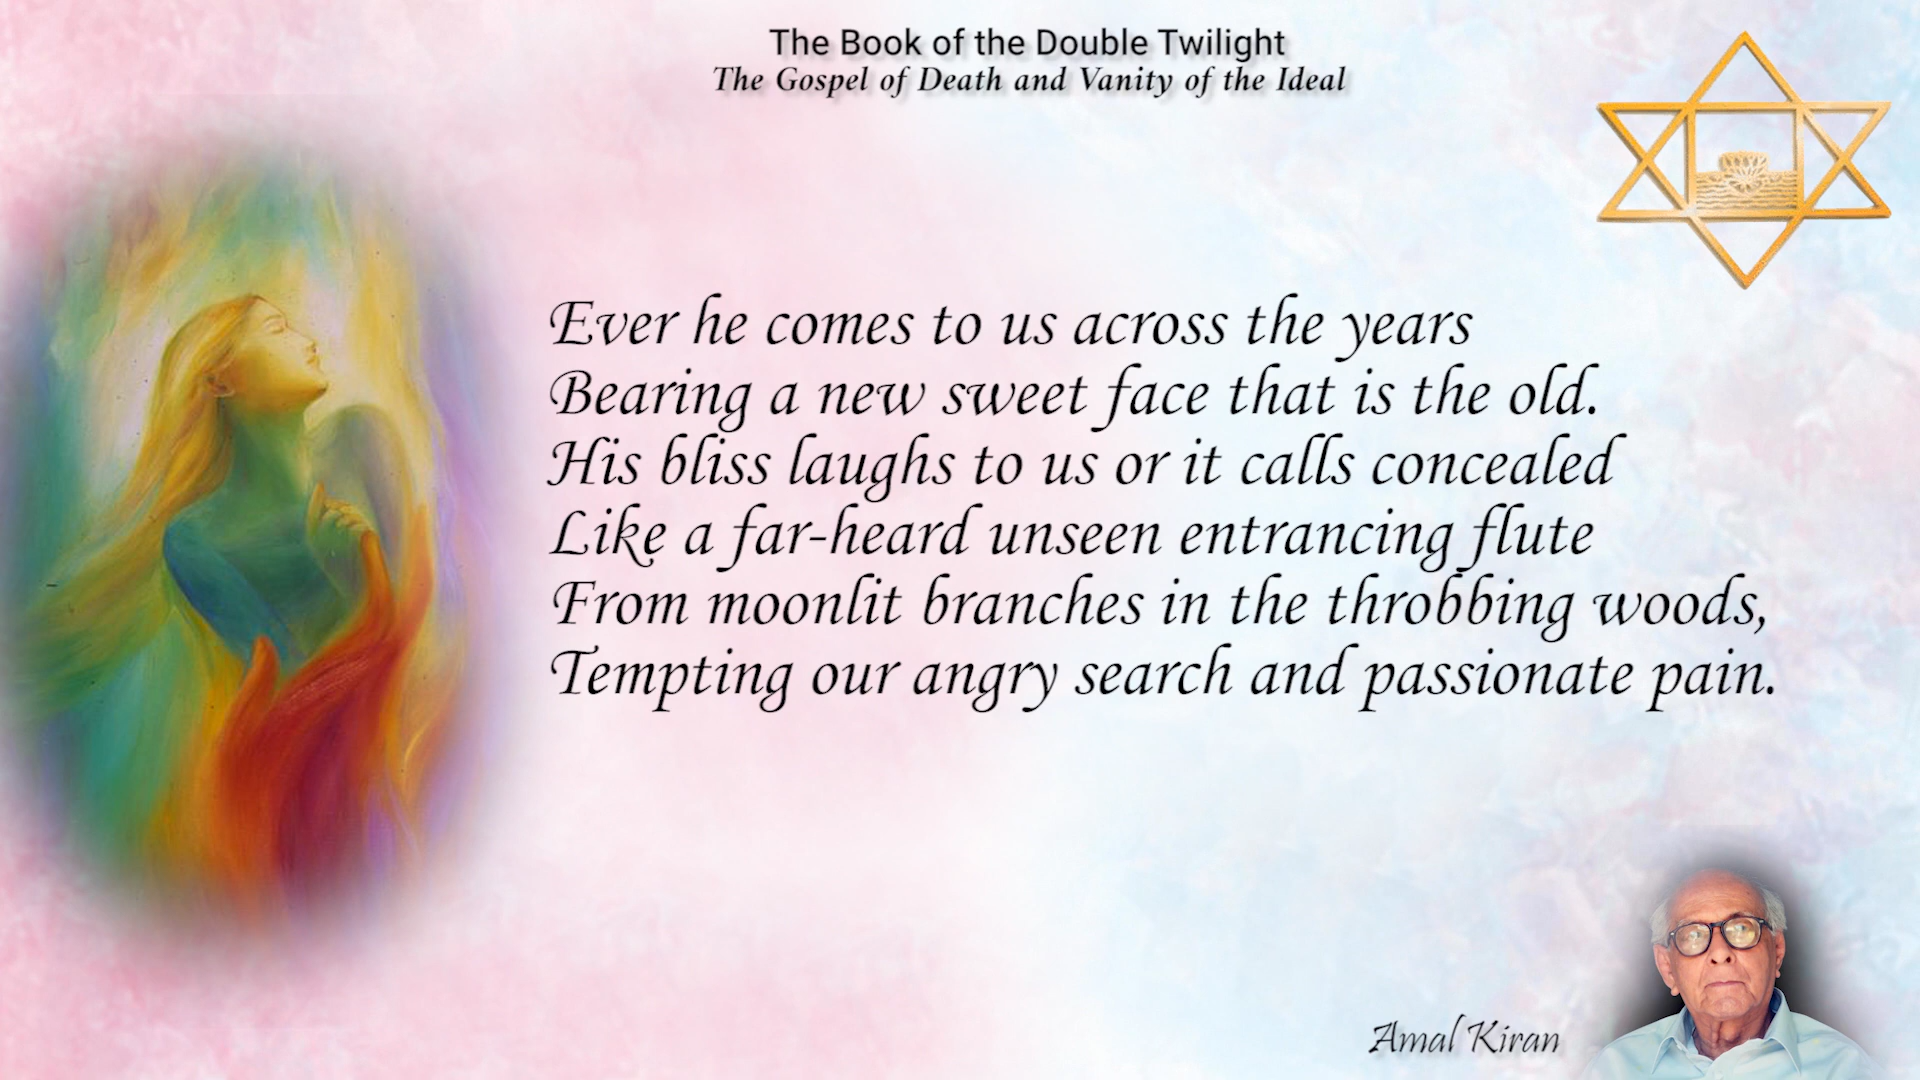 The Book of the Double Twilight
The Gospel of Death and Vanity of the Ideal
Ever he comes to us across the years
Bearing a new sweet face that is the old.
His bliss laughs to us or it calls concealed
Like a far-heard unseen entrancing flute
From moonlit branches in the throbbing woods,
Tempting our angry search and passionate pain.
Amal Kiran